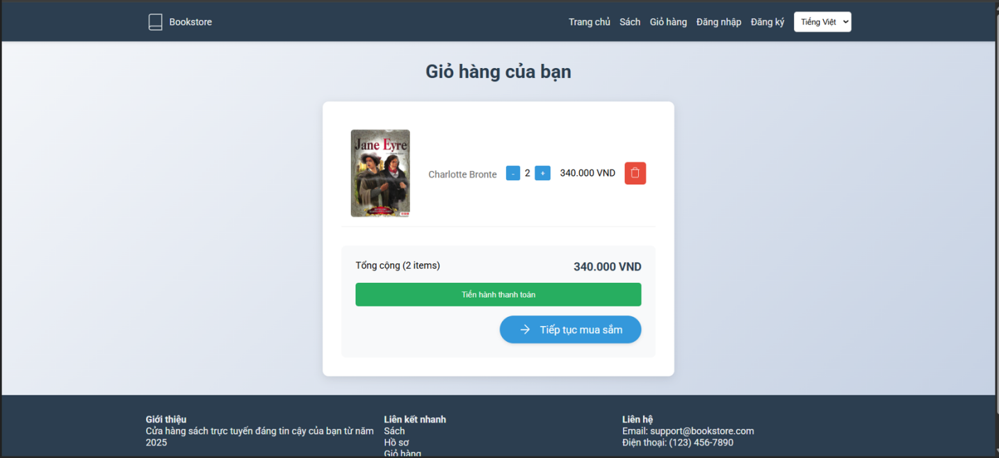 Bookstore
Trang chủ Sách Giỏ hàng Đăng nhập Đăng ký Tiếng Việt
Giỏ hàng của bạn
Jane Eyre
Charlotte Bronte - 2 + 340.000 VND
Tổng cộng (2 items) 340.000 VND
Tiến hành thanh toán
Tiếp tục mua sắm
Giới thiệu
Cửa hàng sách trực tuyến đáng tin cậy của bạn từ năm
2025
Liên kết nhanh
Sách
Hồ sơ
Giỏ hàng
Liên hệ
Email: support@bookstore.com
Điện thoại: (123) 456-7890